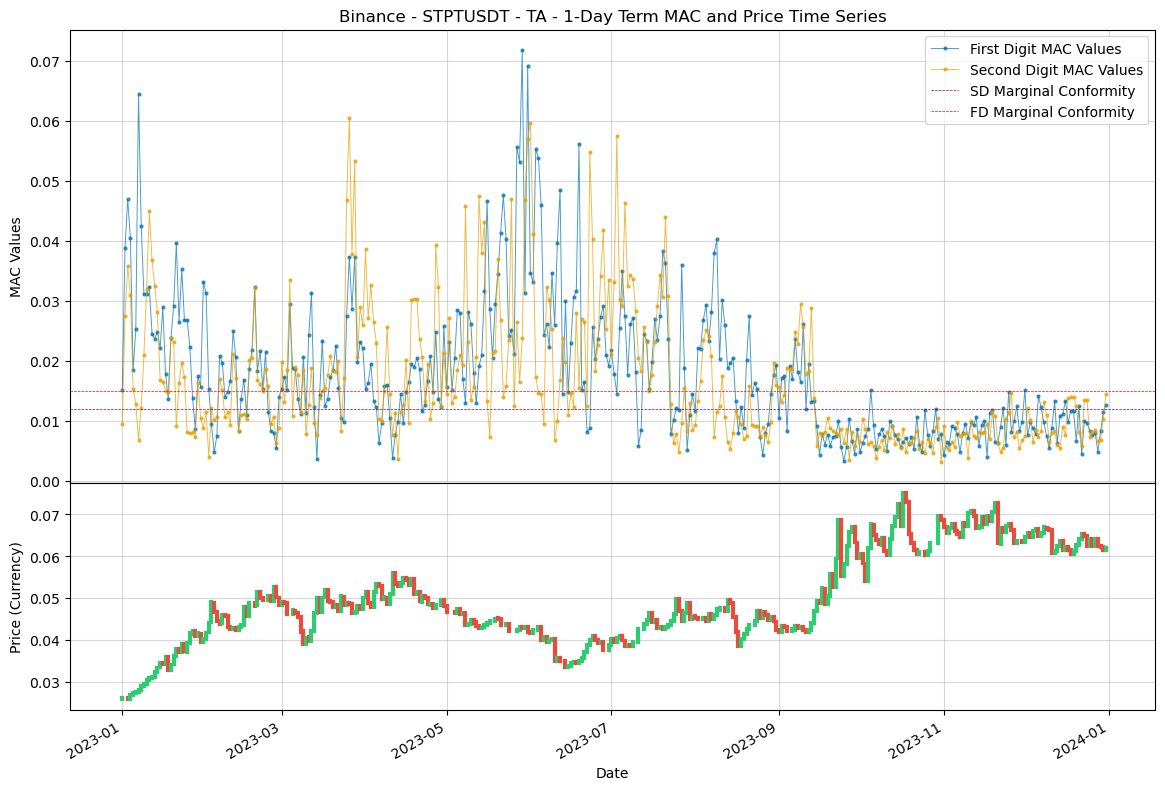 Binance - STPTUSDT - TA - 1-Day Term MAC and Price Time Series
First Digit MAC Values
Second Digit MAC Values
SD Marginal Conformity
FD Marginal Conformity
MAC Values
0.07
0.06
0.05
0.04
0.03
0.02
0.01
0.00
Price (Currency)
0.07
0.06
0.05
0.04
0.03
2023-01
2023-03
2023-05
2023-07
2023-09
2023-11
2024-01
Date